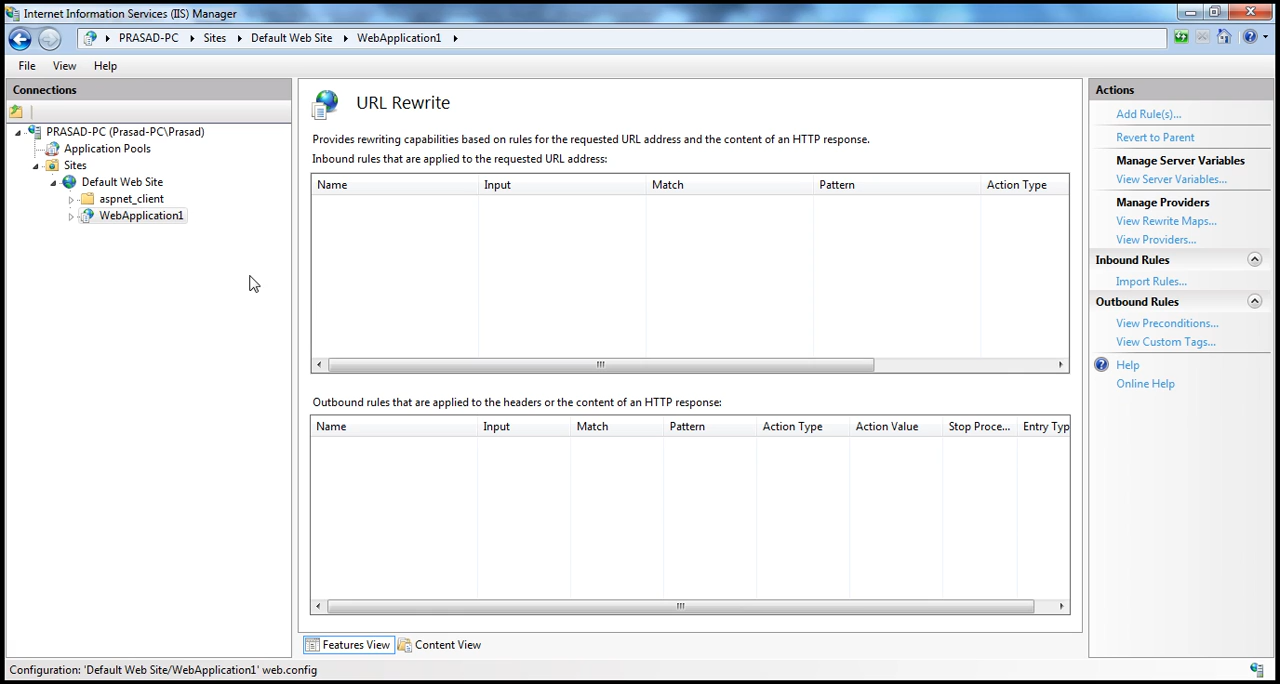 Internet Information Services (IIS) Manager
PRASAD-PC
Sites
Default Web Site
WebApplication1
File View Help
Connections
PRASAD-PC (Prasad-PC\Prasad)
Application Pools
Sites
Default Web Site
aspnet_client
WebApplication1
URL Rewrite
Provides rewriting capabilities based on rules for the requested URL address and the content of an HTTP response.
Inbound rules that are applied to the requested URL address:
Name Input Match Pattern Action Type
Outbound rules that are applied to the headers or the content of an HTTP response:
Name Input Match Pattern Action Type Action Value Stop Proce... Entry Typ
Features View
Content View
Actions
Add Rule(s)...
Revert to Parent
Manage Server Variables
View Server Variables...
Manage Providers
View Rewrite Maps...
View Providers...
Inbound Rules
Import Rules...
Outbound Rules
View Preconditions...
View Custom Tags...
Help
Online Help
Configuration: 'Default Web Site/WebApplication1' web.config